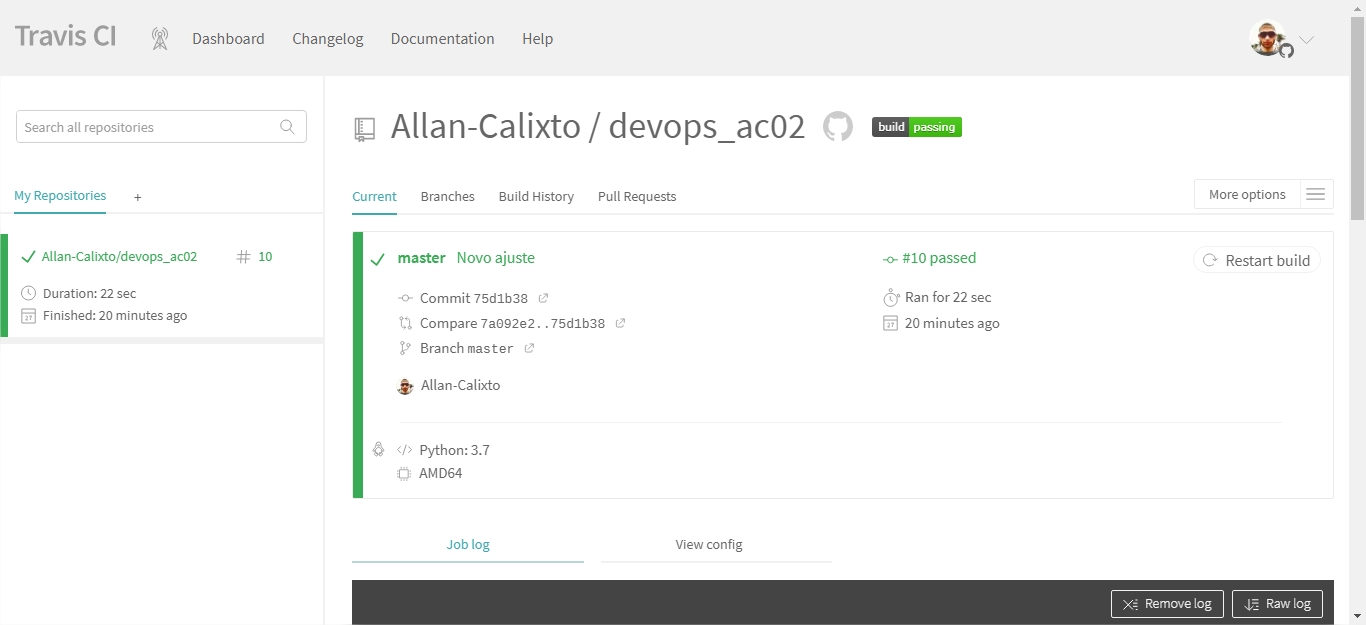 Travis CI
Dashboard
Changelog
Documentation
Help
Search all repositories
My Repositories
+
Allan-Calixto/devops_ac02 # 10
Duration: 22 sec
27 Finished: 20 minutes ago
Allan-Calixto / devops_ac02
build passing
Current
Branches
Build History
Pull Requests
More options
master Novo ajuste
#10 passed
Restart build
Commit 75d1b38
Ran for 22 sec
Compare 7a092e2..75d1b38
27 20 minutes ago
Branch master
Allan-Calixto
</> Python: 3.7
AMD64
Job log
View config
Remove log
Raw log